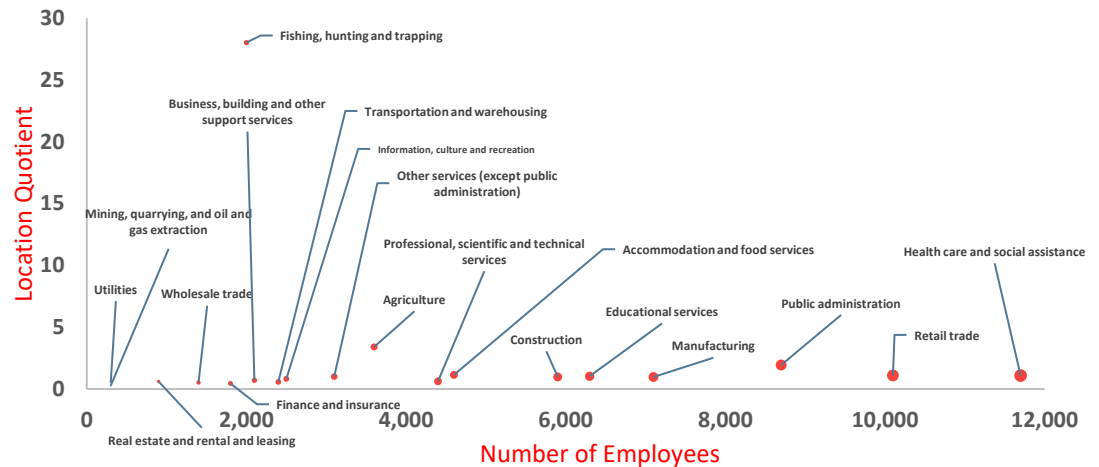 30
Fishing, hunting and trapping
25
Business, building and other
support services
Transportation and warehousing
20
Information, culture and recreation
Other services (except public
administration)
15
Location Quotient
Mining, quarrying, and oil and
gas extraction
Professional, scientific and technical
services
Accommodation and food services
Health care and social assistance
10
Utilities
Wholesale trade
Agriculture
Educational services
Public administration
5
Construction
Manufacturing
Retail trade
0
Finance and insurance
0
2,000
4,000
6,000
8,000
10,000
12,000
Real estate and rental and leasing
Number of Employees